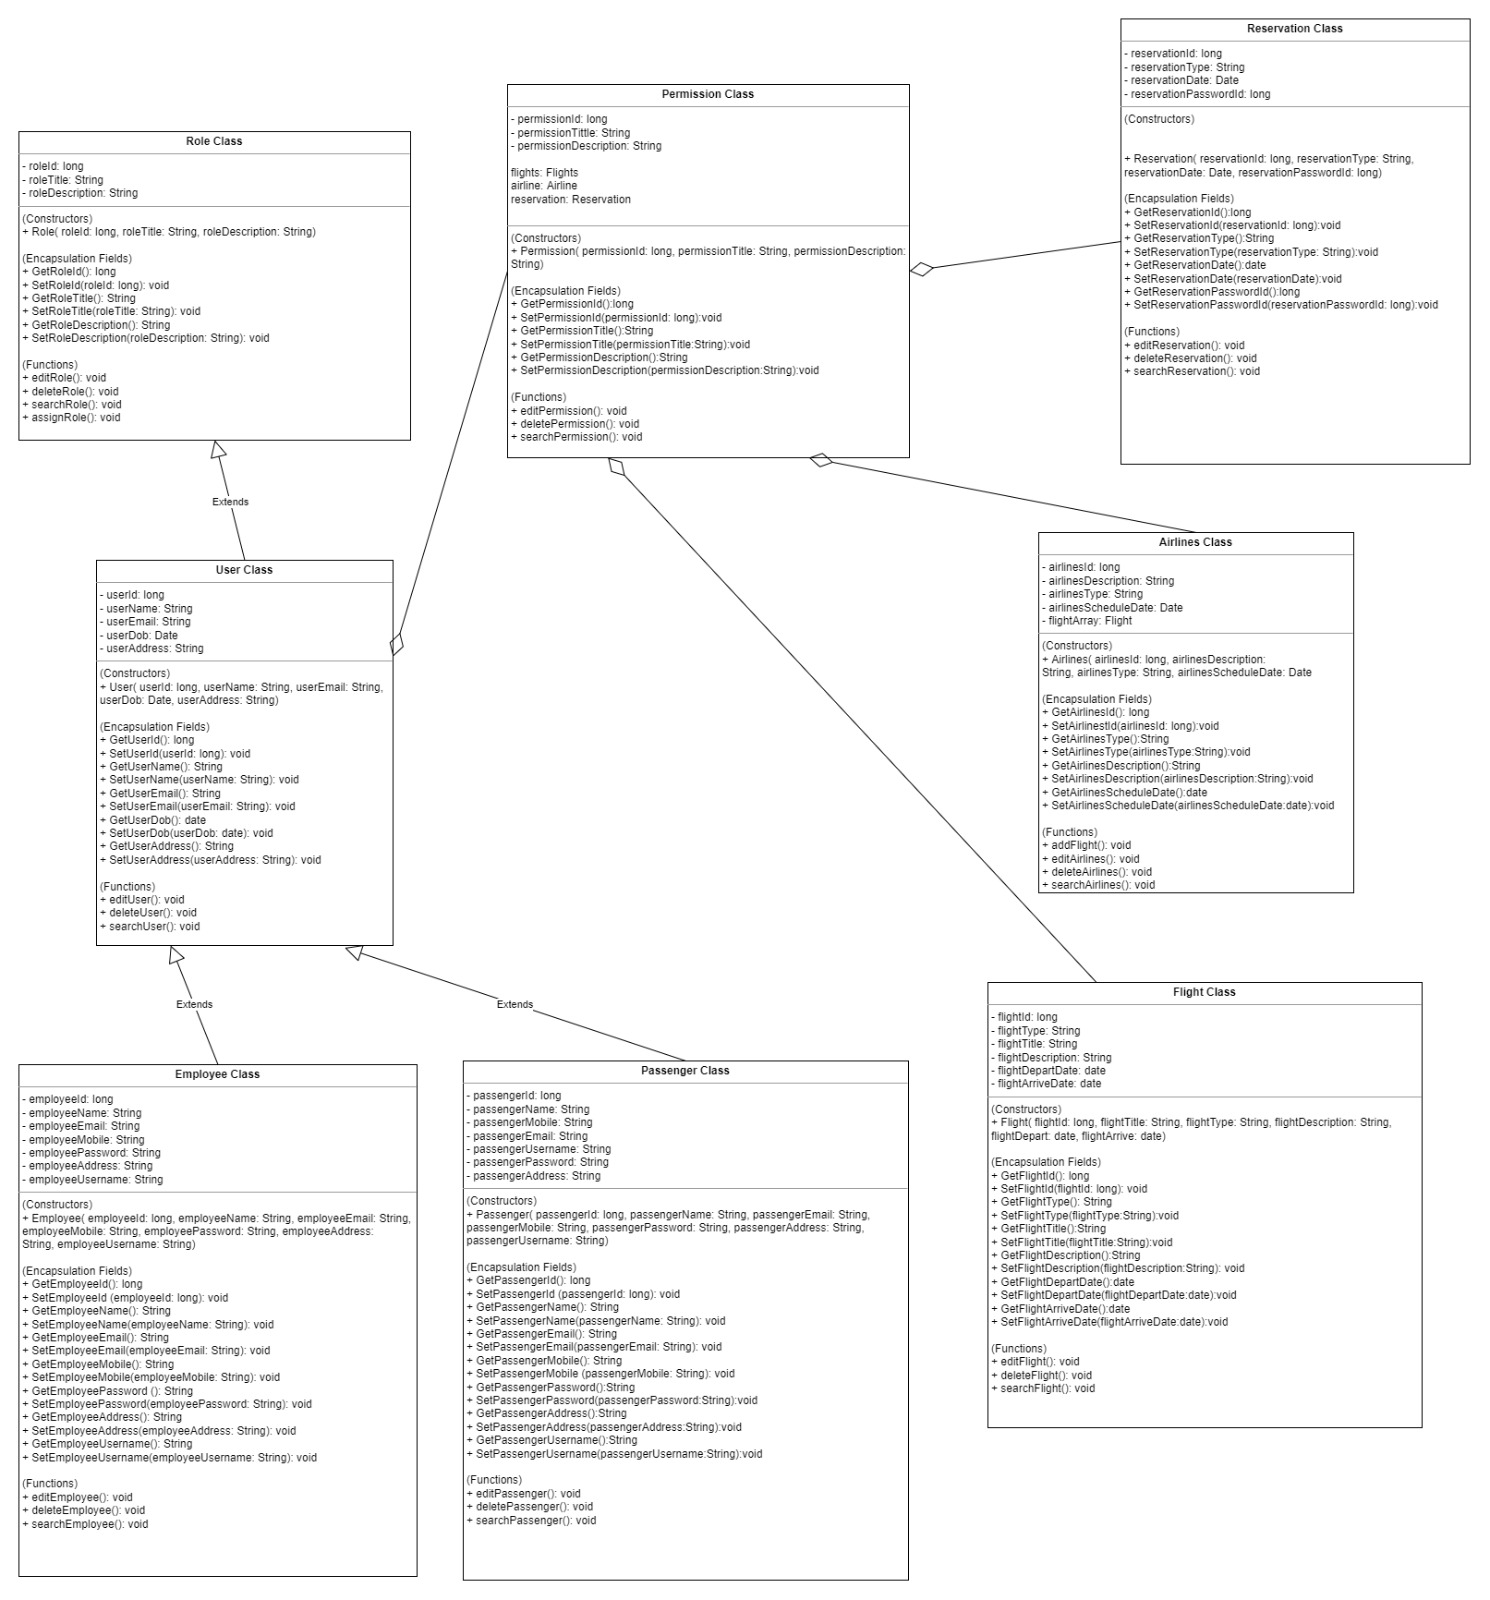 Role Class
- roleId: long
- roleTitle: String
- roleDescription: String
(Constructors)
+ Role( roleId: long, roleTitle: String, roleDescription: String)
(Encapsulation Fields)
+ GetRoleId(): long
+ SetRoleId(roleId: long): void
+ GetRoleTitle(): String
+ SetRoleTitle(roleTitle: String): void
+ GetRoleDescription(): String
+ SetRoleDescription(roleDescription: String): void
(Functions)
+ editRole(): void
+ deleteRole(): void
+ searchRole(): void
+ assignRole(): void
Permission Class
- permissionId: long
- permissionTittle: String
- permissionDescription: String
flights: Flights
airline: Airline
reservation: Reservation
(Constructors)
+ Permission( permissionId: long, permissionTitle: String, permissionDescription:
String)
(Encapsulation Fields)
+ GetPermissionId():long
+ SetPermissionId(permissionId: long):void
+ GetPermissionTitle():String
+ SetPermissionTitle(permissionTitle:String):void
+ GetPermissionDescription():String
+ SetPermissionDescription(permissionDescription:String):void
(Functions)
+ editPermission(): void
+ deletePermission(): void
+ searchPermission(): void
Reservation Class
- reservationId: long
- reservationType: String
- reservationDate: Date
- reservationPasswordId: long
(Constructors)
+ Reservation( reservationId: long, reservationType: String,
reservationDate: Date, reservationPasswordId: long)
(Encapsulation Fields)
+ GetReservationId():long
+ SetReservationId(reservationId: long):void
+ GetReservationType():String
+ SetReservationType(reservationType: String):void
+ GetReservationDate():date
+ SetReservationDate(reservationDate):void
+ GetReservationPasswordId():long
+ SetReservationPasswordId(reservationPasswordId: long):void
(Functions)
+ editReservation(): void
+ deleteReservation(): void
+ searchReservation(): void
Extends
User Class
- userId: long
- userName: String
- userEmail: String
- userDob: Date
- userAddress: String
(Constructors)
+ User( userId: long, userName: String, userEmail: String,
userDob: Date, userAddress: String)
(Encapsulation Fields)
+ GetUserId(): long
+ SetUserId(userId: long): void
+ GetUserName(): String
+ SetUserName(userName: String): void
+ GetUserEmail(): String
+ SetUserEmail(userEmail: String): void
+ GetUserDob(): date
+ SetUserDob(userDob: date): void
+ GetUserAddress(): String
+ SetUserAddress(userAddress: String): void
(Functions)
+ editUser(): void
+ deleteUser(): void
+ searchUser(): void
Airlines Class
- airlinesId: long
- airlinesDescription: String
- airlinesType: String
- airlinesScheduleDate: Date
- flightArray: Flight
(Constructors)
+ Airlines( airlinesId: long, airlinesDescription:
String, airlinesType: String, airlinesScheduleDate: Date
(Encapsulation Fields)
+ GetAirlinesId(): long
+ SetAirlinestId(airlinesId: long):void
+ GetAirlinesType():String
+ SetAirlinesType(airlinesType:String):void
+ GetAirlinesDescription():String
+ SetAirlinesDescription(airlinesDescription:String):void
+ GetAirlinesScheduleDate():date
+ SetAirlinesScheduleDate(airlinesScheduleDate:date):void
(Functions)
+ addFlight(): void
+ editAirlines(): void
+ deleteAirlines(): void
+ searchAirlines(): void
Extends
Extends
Employee Class
- employeeId: long
- employeeName: String
- employeeEmail: String
- employeeMobile: String
- employeePassword: String
- employeeAddress: String
- employeeUsername: String
(Constructors)
+ Employee( employeeId: long, employeeName: String, employeeEmail: String,
employeeMobile: String, employeePassword: String, employeeAddress:
String, employeeUsername: String)
(Encapsulation Fields)
+ GetEmployeeId(): long
+ SetEmployeeId (employeeId: long): void
+ GetEmployeeName(): String
+ SetEmployeeName(employeeName: String): void
+ GetEmployeeEmail(): String
+ SetEmployeeEmail(employeeEmail: String): void
+ GetEmployeeMobile(): String
+ SetEmployeeMobile(employeeMobile: String): void
+ GetEmployeePassword (): String
+ SetEmployeePassword(employeePassword: String): void
+ GetEmployeeAddress(): String
+ SetEmployeeAddress(employeeAddress: String): void
+ GetEmployeeUsername(): String
+ SetEmployeeUsername(employeeUsername: String): void
(Functions)
+ editEmployee(): void
+ deleteEmployee(): void
+ searchEmployee(): void
Passenger Class
- passengerId: long
- passengerName: String
- passengerMobile: String
- passengerEmail: String
- passengerUsername: String
- passengerPassword: String
- passengerAddress: String
(Constructors)
+ Passenger( passengerId: long, passengerName: String, passengerEmail: String,
passengerMobile: String, passengerPassword: String, passengerAddress: String,
passengerUsername: String)
(Encapsulation Fields)
+ GetPassengerId(): long
+ SetPassengerId (passengerId: long): void
+ GetPassengerName(): String
+ SetPassengerName(passengerName: String): void
+ GetPassengerEmail(): String
+ SetPassengerEmail(passengerEmail: String): void
+ GetPassengerMobile(): String
+ SetPassengerMobile (passengerMobile: String): void
+ GetPassengerPassword():String
+ SetPassengerPassword(passengerPassword:String):void
+ GetPassengerAddress():String
+ SetPassengerAddress(passengerAddress:String):void
+ GetPassengerUsername():String
+ SetPassengerUsername(passengerUsername:String):void
(Functions)
+ editPassenger(): void
+ deletePassenger(): void
+ searchPassenger(): void
Flight Class
- flightId: long
- flightType: String
- flightTitle: String
- flightDescription: String
- flightDepartDate: date
- flightArriveDate: date
(Constructors)
+ Flight( flightId: long, flightTitle: String, flightType: String, flightDescription: String,
flightDepart: date, flightArrive: date)
(Encapsulation Fields)
+ GetFlightId(): long
+ SetFlightId(flightId: long): void
+ GetFlightType(): String
+ SetFlightType(flightType:String):void
+ GetFlightTitle():String
+ SetFlightTitle(flightTitle:String):void
+ GetFlightDescription():String
+ SetFlightDescription(flightDescription:String): void
+ GetFlightDepartDate():date
+ SetFlightDepartDate(flightDepartDate:date):void
+ GetFlightArriveDate():date
+ SetFlightArriveDate(flightArriveDate:date):void
(Functions)
+ editFlight(): void
+ deleteFlight(): void
+ searchFlight(): void